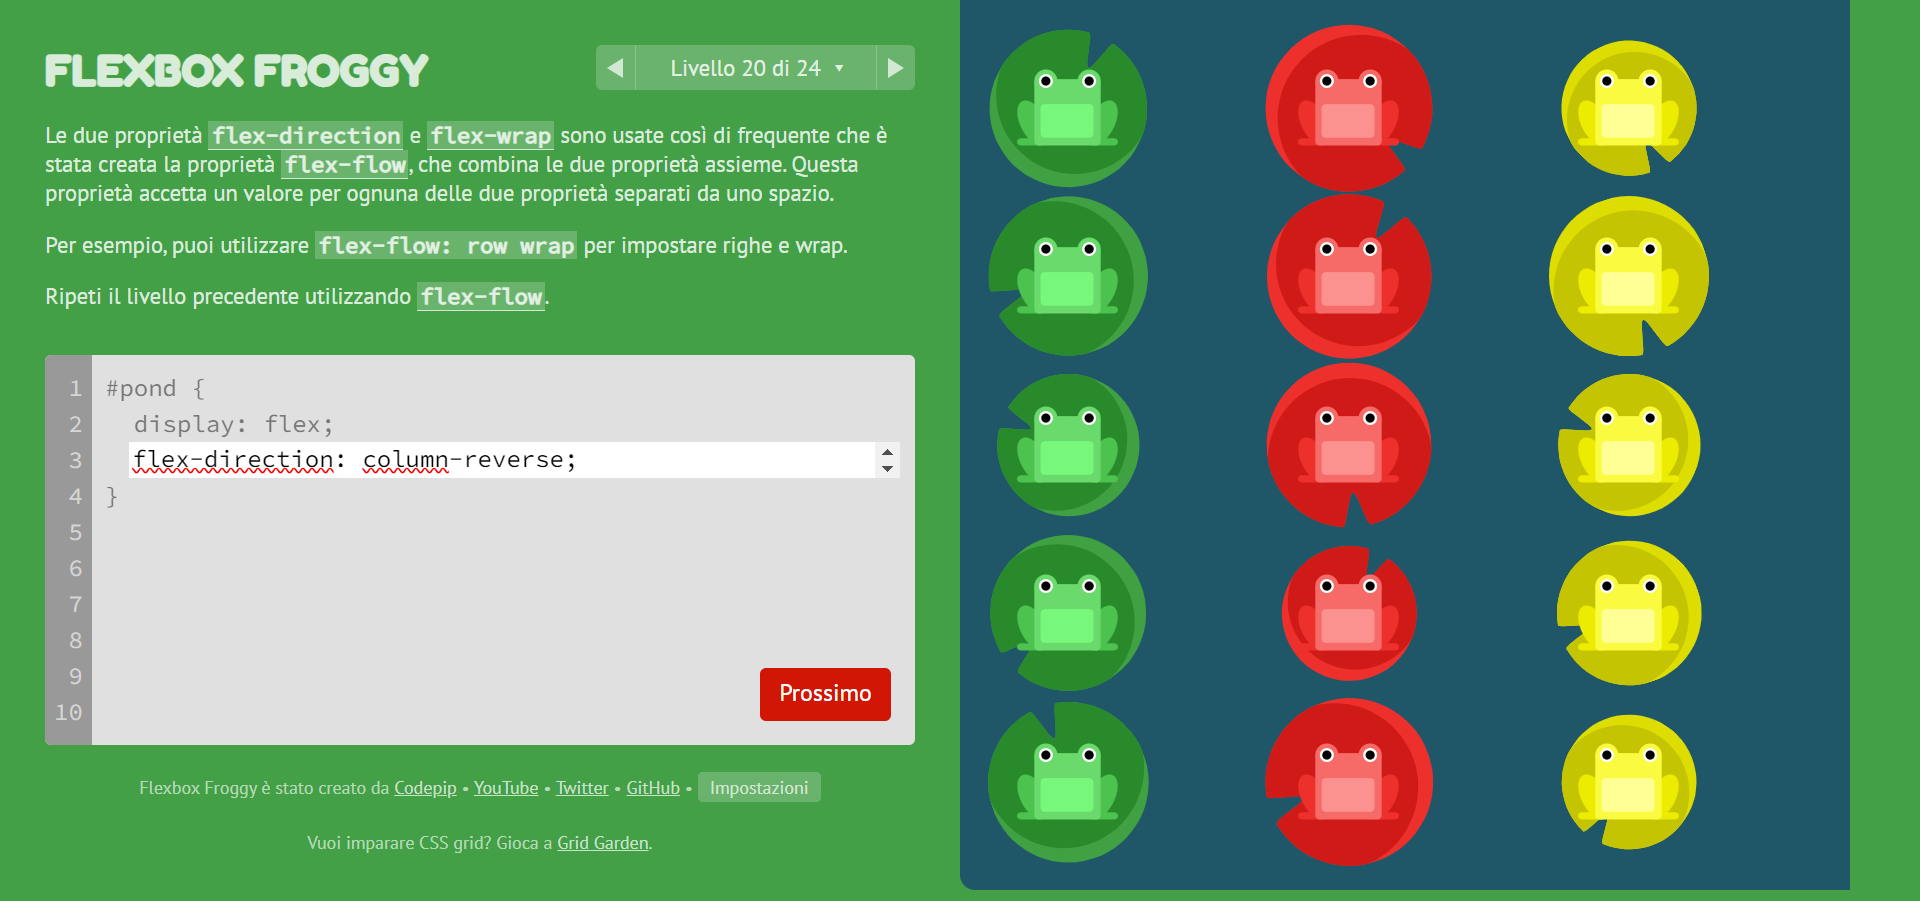 FLEXBOX FROGGY
Livello 20 di 24
Le due proprietà flex-direction e flex-wrap sono usate così di frequente che è
stata creata la proprietà flex-flow, che combina le due proprietà assieme. Questa
proprietà accetta un valore per ognuna delle due proprietà separati da uno spazio.
Per esempio, puoi utilizzare flex-flow: row wrap per impostare righe e wrap.
Ripeti il livello precedente utilizzando flex-flow.
1 #pond {
2 display: flex;
3 flex-direction: column-reverse;
4 }
5
6
7
8
9
10
Prossimo
Flexbox Froggy è stato creato da Codepip • YouTube • Twitter • GitHub • Impostazioni
Vuoi imparare CSS grid? Gioca a Grid Garden.